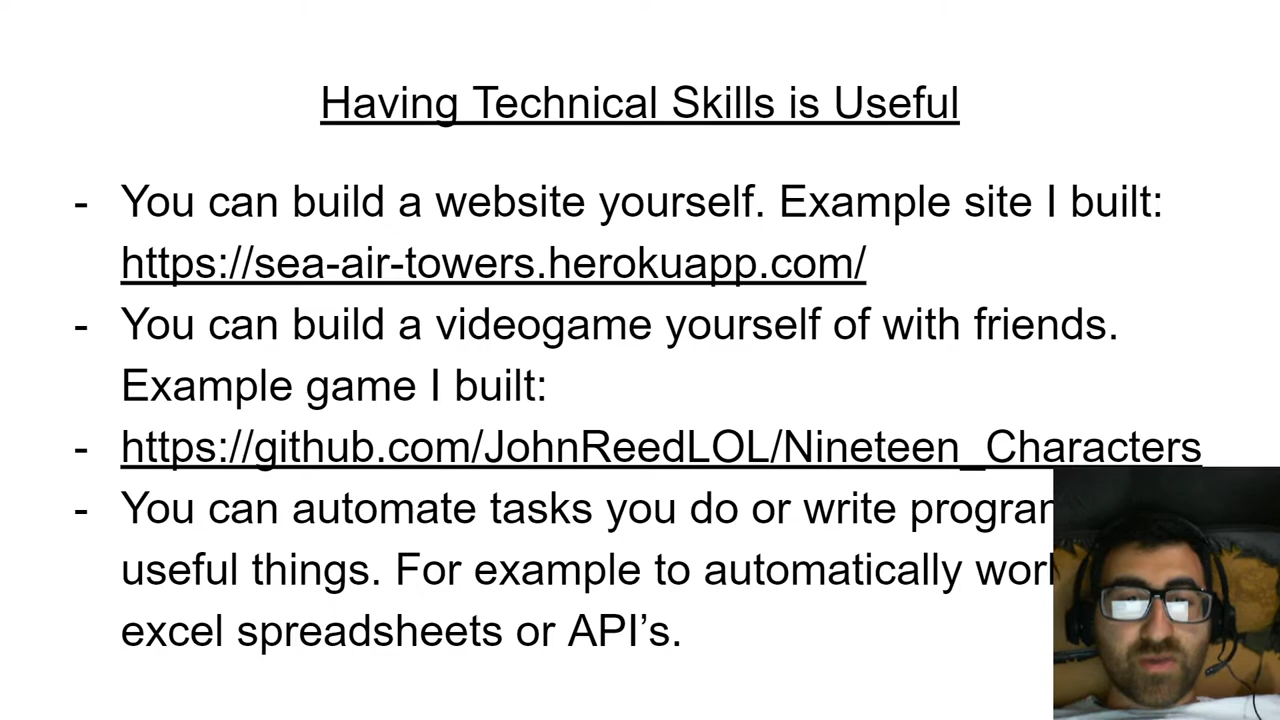 Having Technical Skills is Useful
- You can build a website yourself. Example site I built:
https://sea-air-towers.herokuapp.com/
- You can build a videogame yourself of with friends.
Example game I built:
- https://github.com/JohnReedLOL/Nineteen_Characters
- You can automate tasks you do or write
useful things. For example to automatically
excel spreadsheets or API’s.